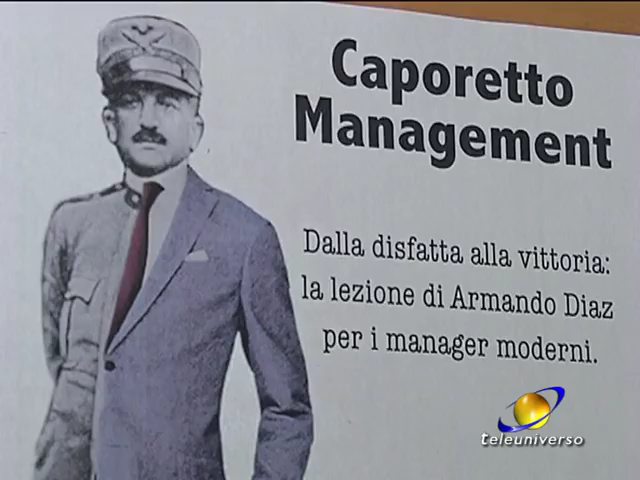 Caporetto
Management
Dalla disfatta alla vittoria:
la lezione di Armando Diaz
per i manager moderni.
teleuniverso